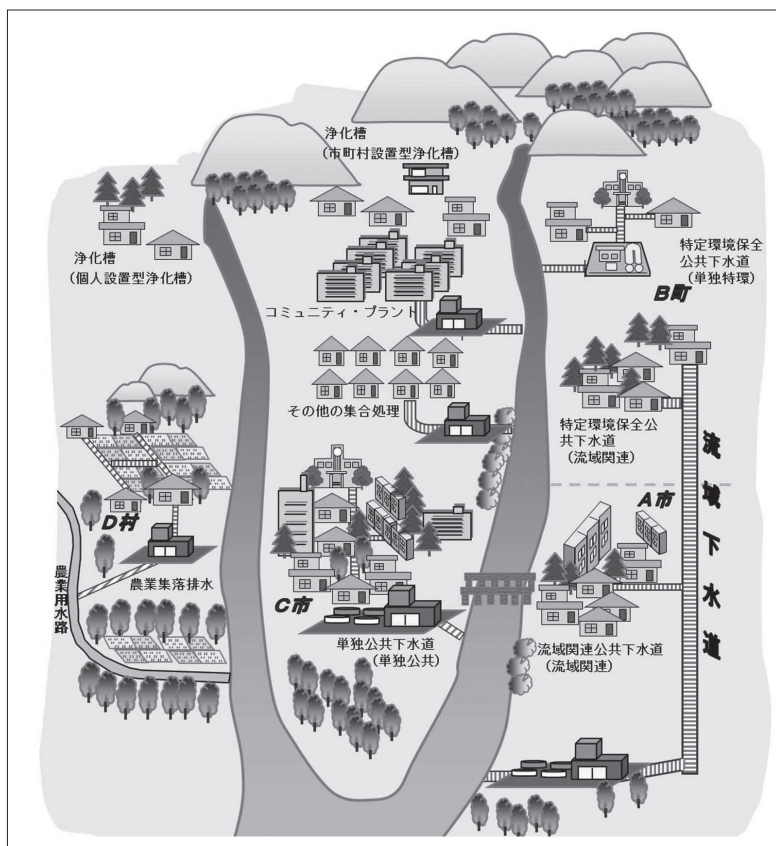 浄化槽
(市町村設置型浄化槽)
浄化槽
(個人設置型浄化槽)
特定環境保全
公共下水道
(単独特環)
B町
コミュニティ・プラント
その他の集合処理
特定環境保全公
共下水道
(流域関連)
流域下水道
A市
D村
農業集落排水
農業用水路
C市
単独公共下水道
(単独公共)
流域関連公共下水道
(流域関連)